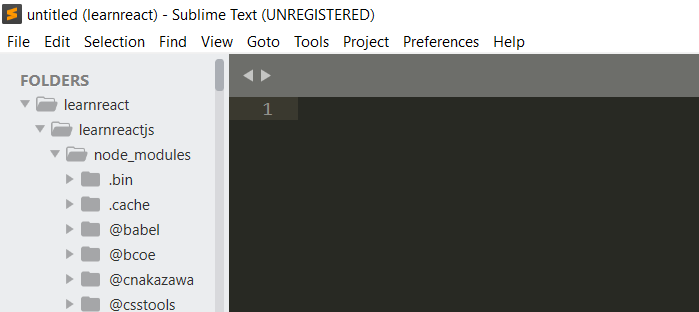 untitled (learnreact) - Sublime Text (UNREGISTERED)
File Edit Selection Find View Goto Tools Project Preferences Help
FOLDERS
learnreact
learnreactjs
node_modules
.bin
.cache
@babel
@bcoe
@cnakazawa
@csstools
1